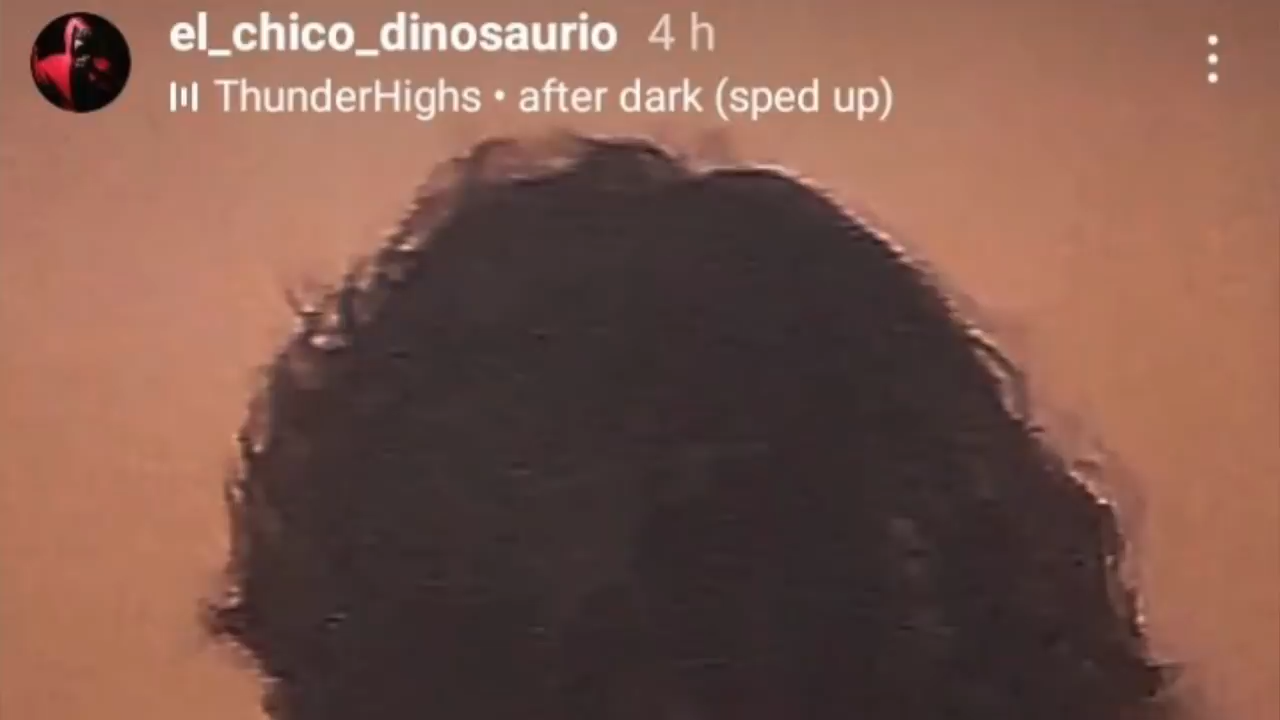 el_chico_dinosaurio 4 h
ThunderHighs • after dark (sped up)